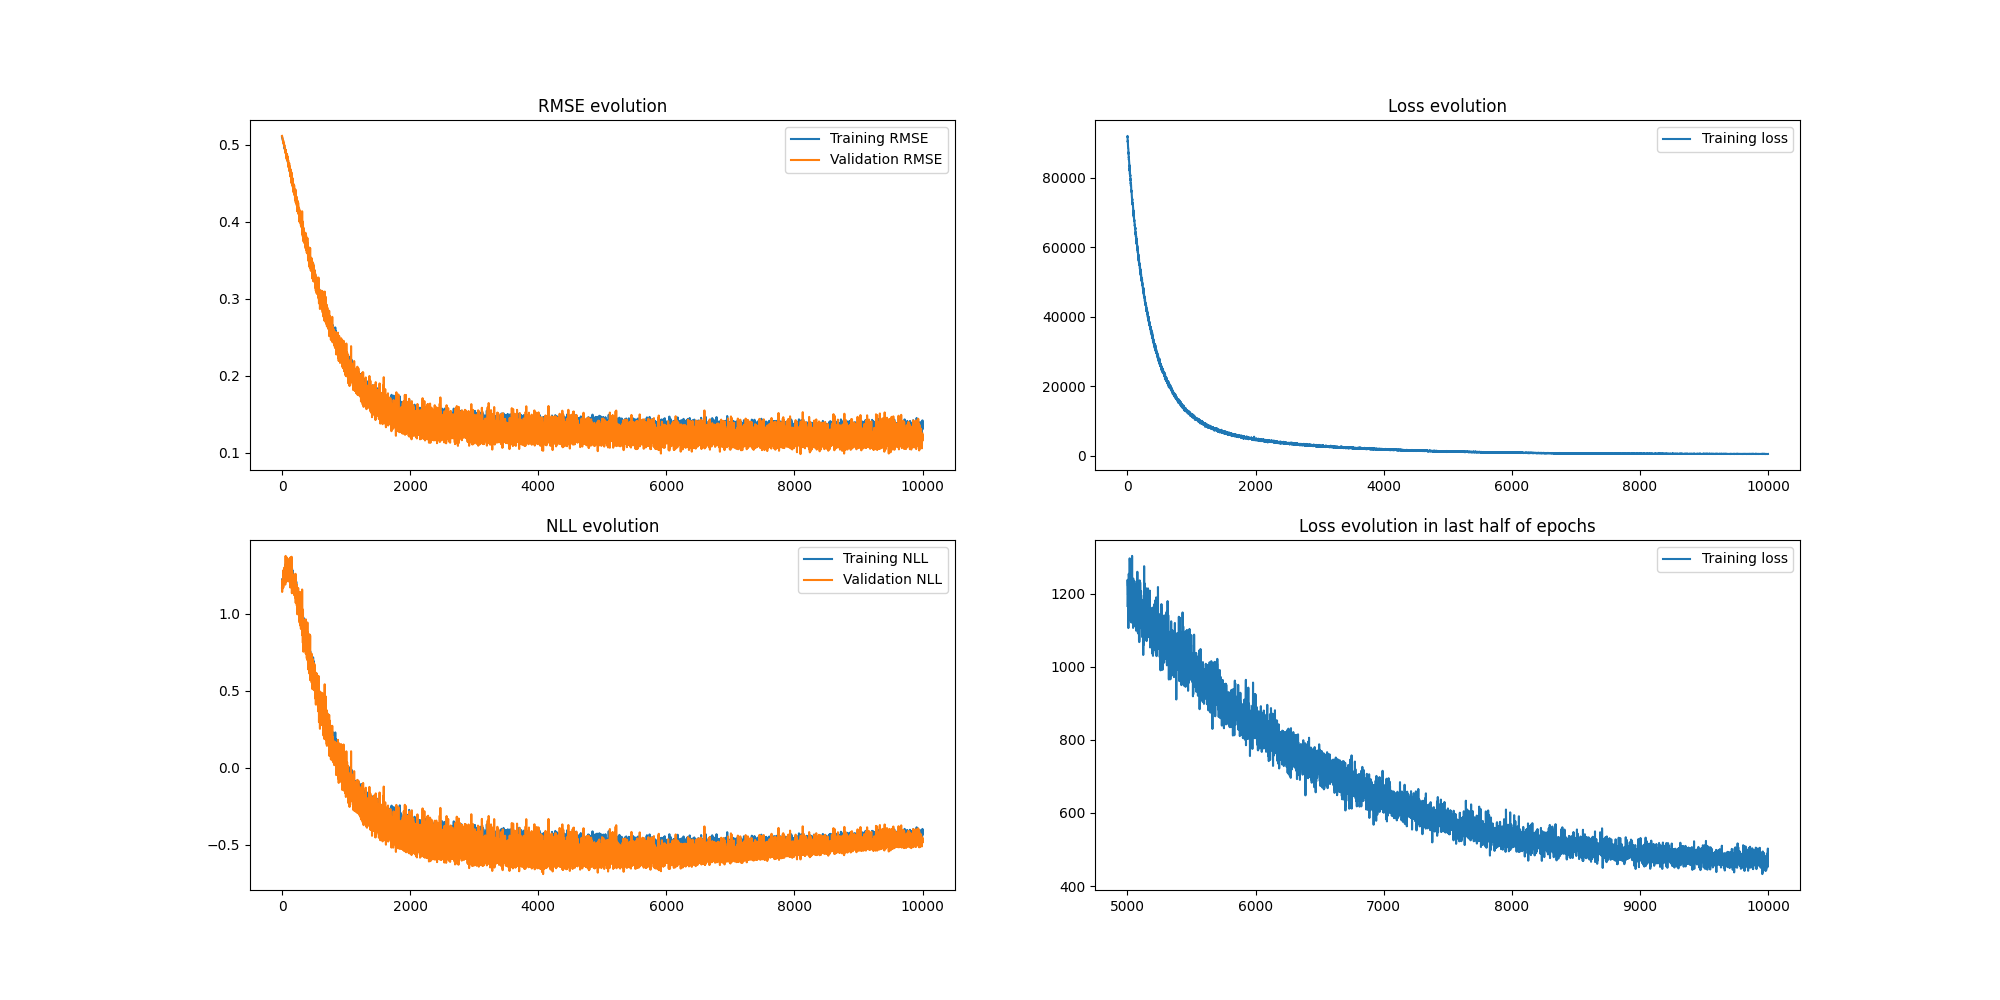 RMSE evolution
Training RMSE
Validation RMSE
0.5
0.4
0.3
0.2
0.1
0 2000 4000 6000 8000 10000
Loss evolution
Training loss
80000
60000
40000
20000
0
0 2000 4000 6000 8000 10000
NLL evolution
Training NLL
Validation NLL
1.0
0.5
0.0
−0.5
0 2000 4000 6000 8000 10000
Loss evolution in last half of epochs
Training loss
1200
1000
800
600
400
5000 6000 7000 8000 9000 10000